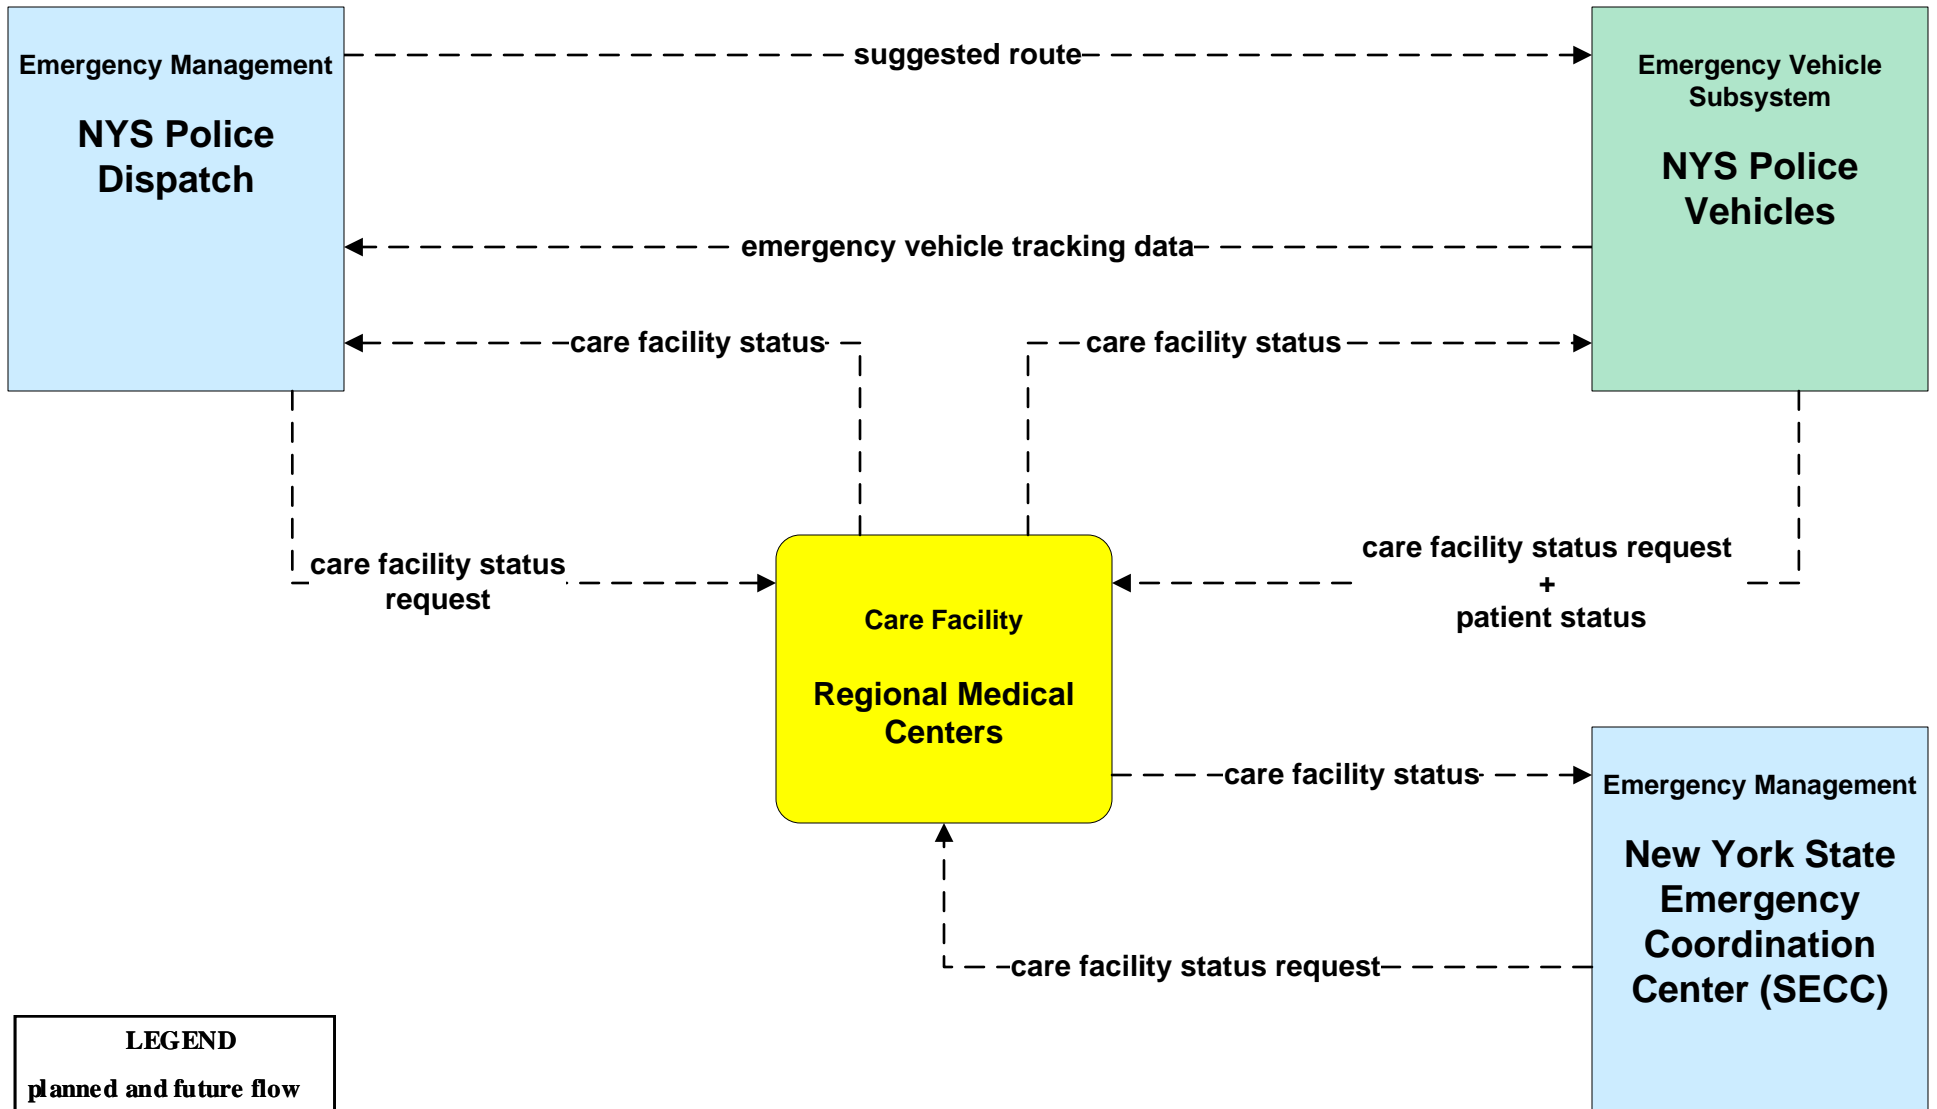 Emergency Management
NYS Police
Dispatch
suggested route
Emergency Vehicle
Subsystem
NYS Police
Vehicles
emergency vehicle tracking data
care facility status
care facility status
care facility status
request
care facility status request
+
patient status
Care Facility
Regional Medical
Centers
care facility status
Emergency Management
New York State
Emergency
Coordination
Center (SECC)
care facility status request
LEGEND
planned and future flow